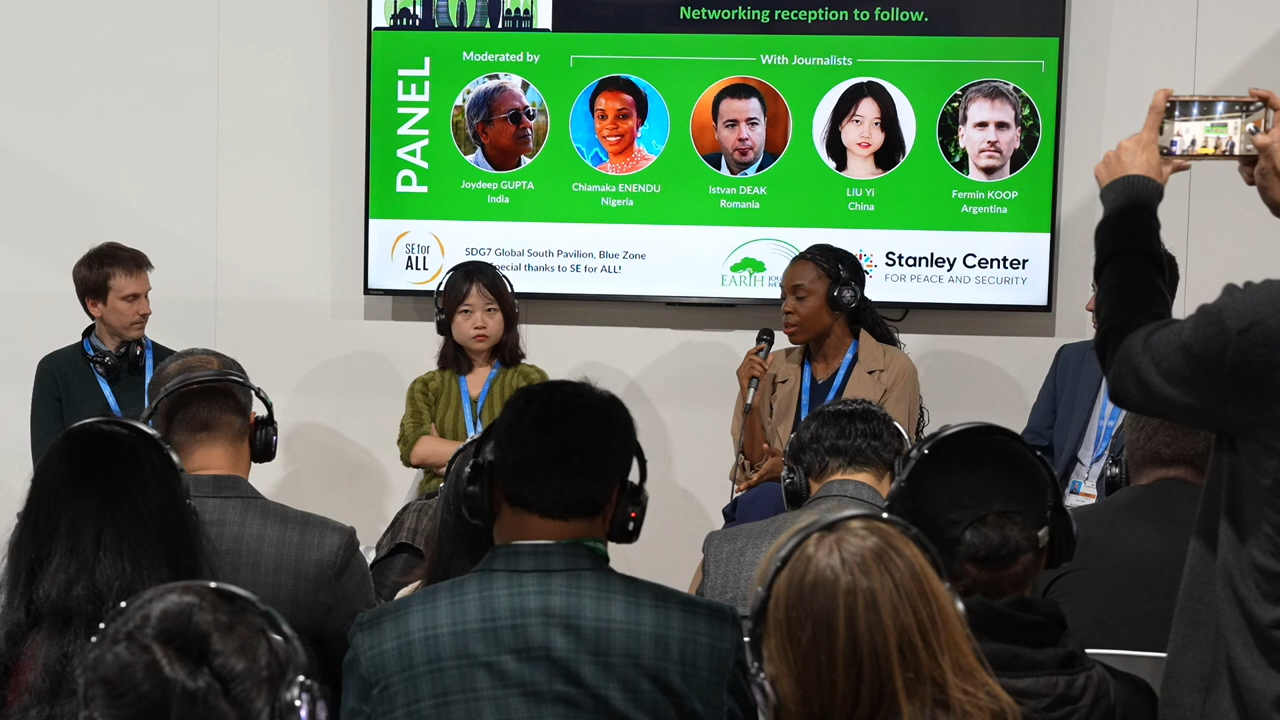 Networking reception to follow.
PANEL
Moderated by
With Journalists
Joydeep GUPTA
India
Chiamaka ENENDU
Nigeria
Istvan DEAK
Romania
LIU Yi
China
Fermin KOOP
Argentina
SE for
ALL
SDG7 Global South Pavilion, Blue Zone
Special thanks to SE for ALL!
EARTH
Stanley Center
FOR PEACE AND SECURITY